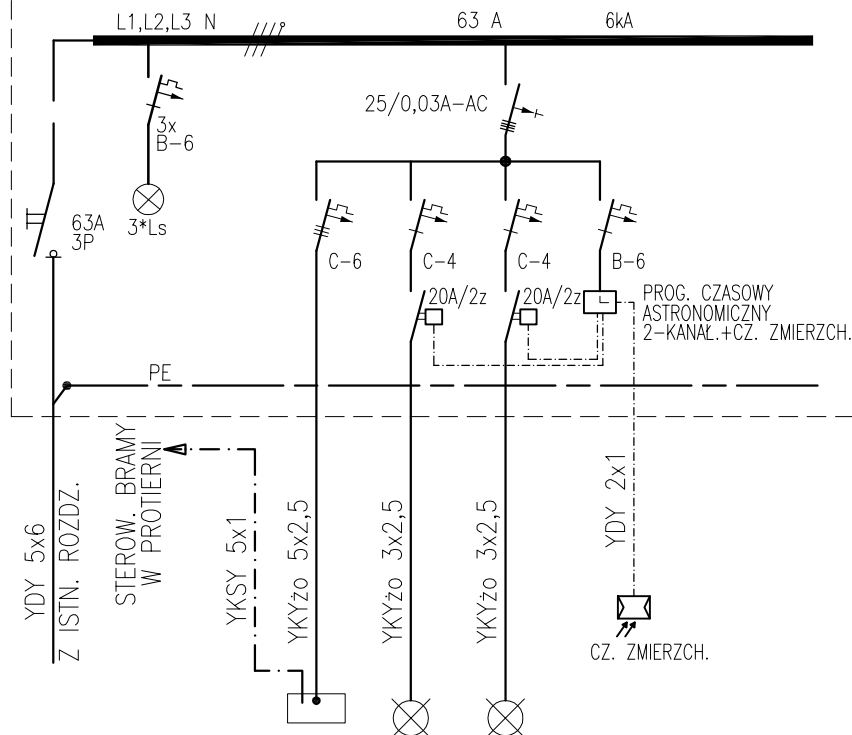 L1,L2,L3 N
63 A
6kA
25/0,03A-AC
3x
B-6
3*Ls
63A
3P
C-6
C-4
C-4
B-6
20A/2z
20A/2z
PROG. CZASOWY
ASTRONOMICZNY
2-KANAŁ.+CZ. ZMIERZCH.
PE
YDY 5x6
Z ISTN. ROZDZ.
STEROW. BRAMY
W PROTIERNI
YKSY 5x1
YKYżo 5x2,5
YKYżo 3x2,5
YKYżo 3x2,5
YDY 2x1
CZ. ZMIERZCH.